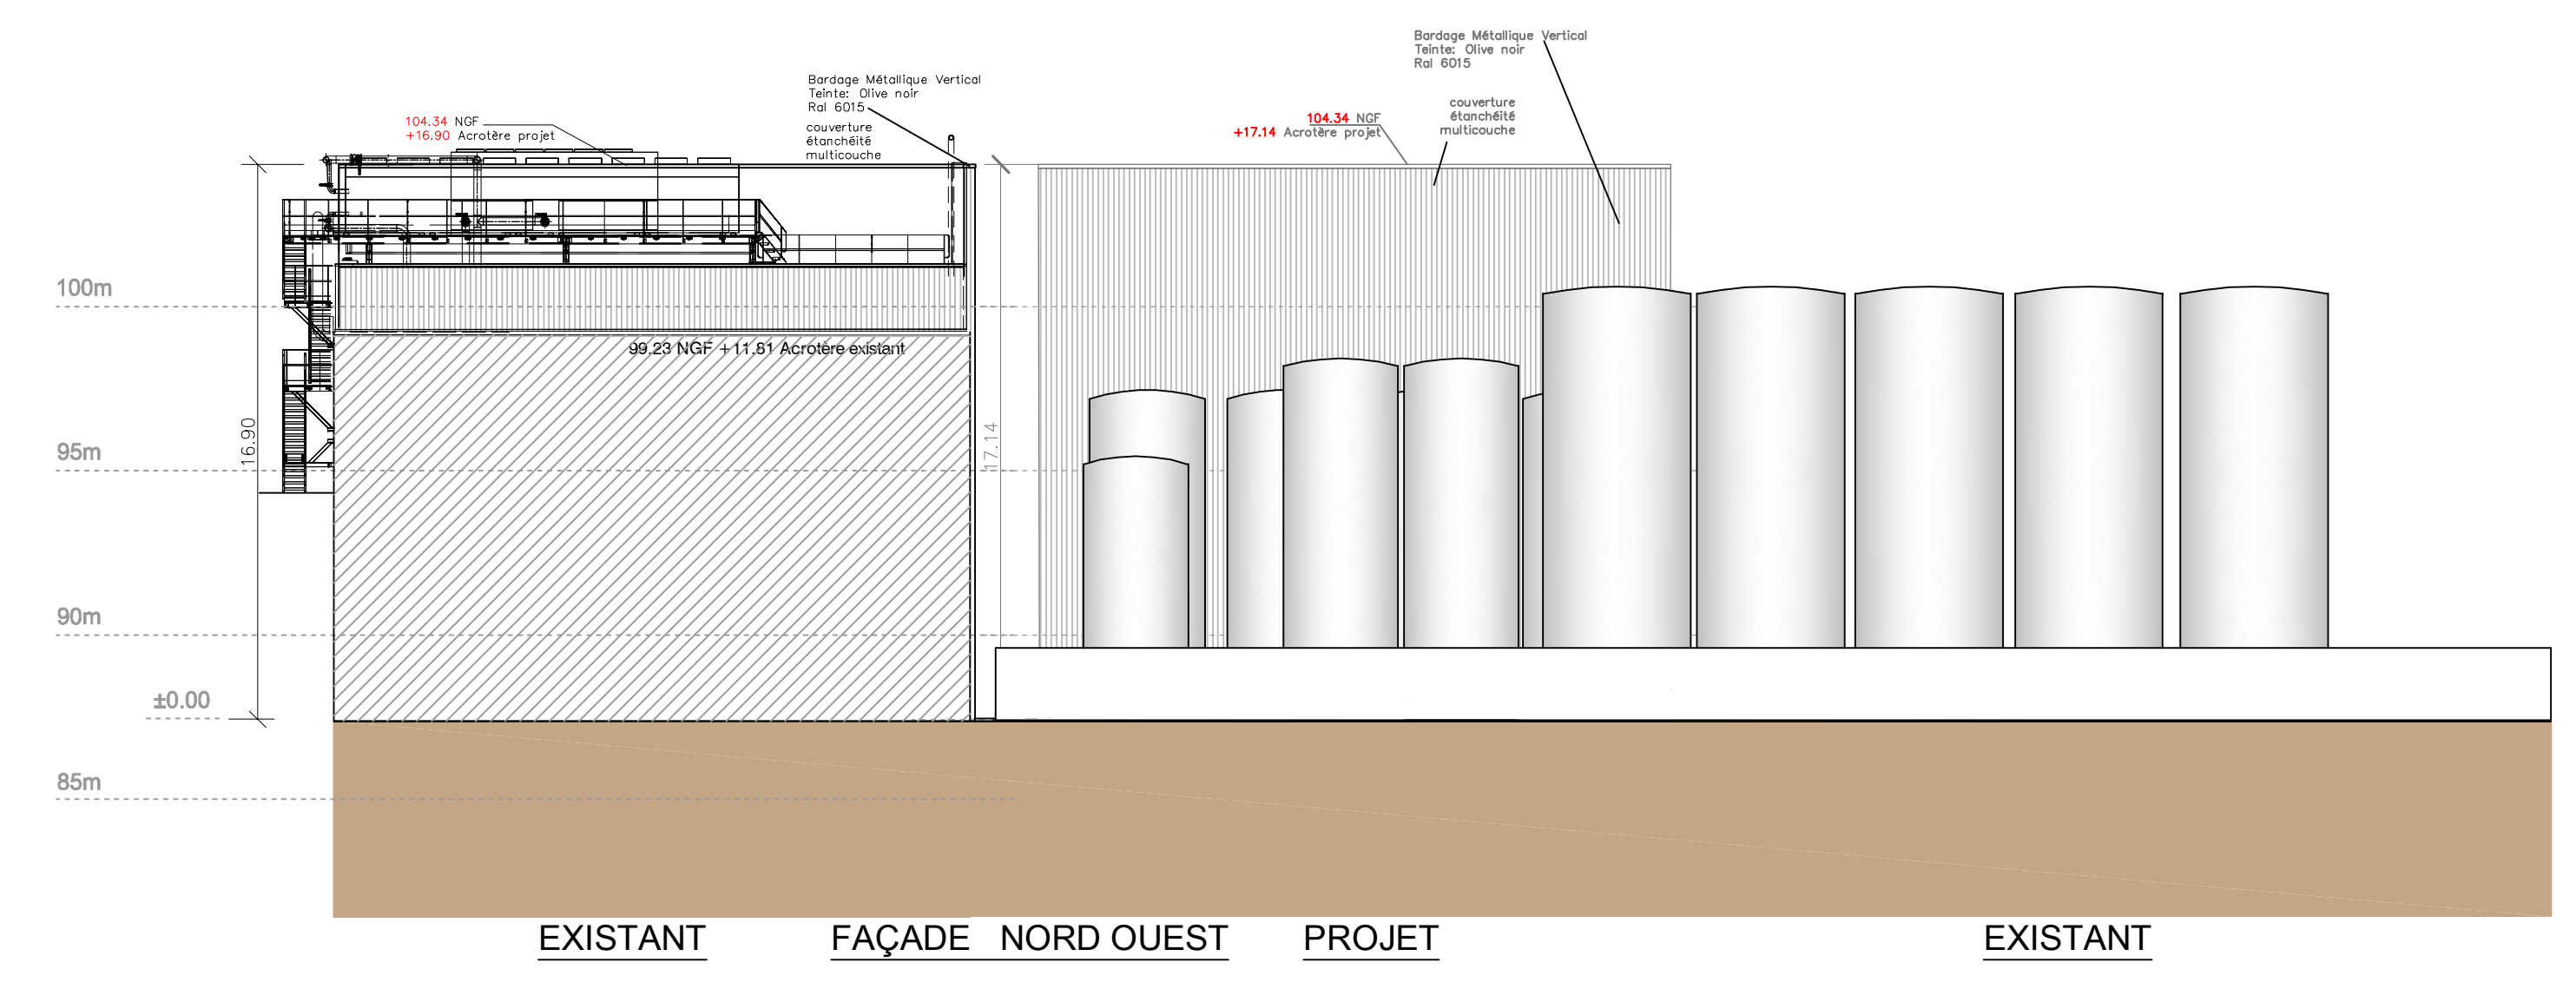 Bardage Métallique Vertical
Teinte: Olive noir
Ral 6015
couverture
étanchéité
multicouche
104.34 NGF
+16.90 Acrotère projet
Bardage Métallique Vertical
Teinte: Olive noir
Ral 6015
couverture
étanchéité
multicouche
104.34 NGF
+17.14 Acrotère projet
100m
99.23 NGF +11.81 Acrotère existant
95m
16.90
17.14
90m
±0.00
85m
EXISTANT
FAÇADE NORD OUEST
PROJET
EXISTANT